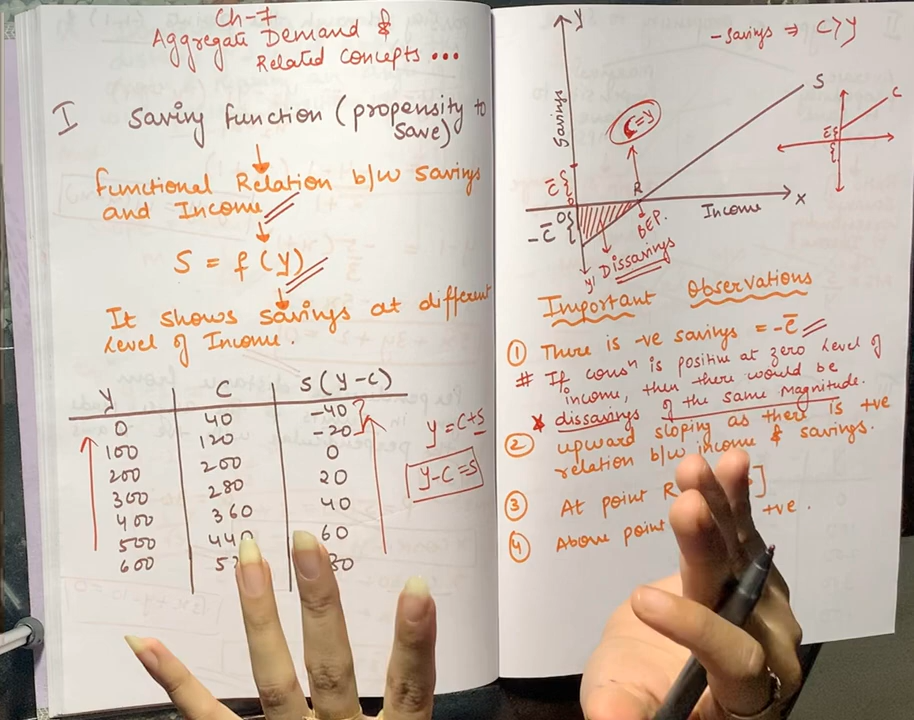 Ch-7
Aggregate Demand &
Related Concepts ...
I Saving function (propensity to
save)
functional Relation b/w savings
and Income
S = f (Y)
It shows savings at different
Level of Income.
Y C S (Y-C)
0 40 -40
100 120 -20
200 200 0
300 280 20
400 360 40
500 440 60
600
Y = C+S
Y-C = S
Y
- savings ⇒ C>Y
Savings
S
C
C=Y
C̄
C̄
R
O
Income X
-C̄
BEP.
Y'
Dissavings
Important Observations
① There is -ve savings = -C̄
# If consn is positive at zero level of
income, then there would be
* dissavings of the same magnitude.
② upward sloping as there is +ve
relation b/w income & savings.
③ At point R ]
④ Above point +ve.